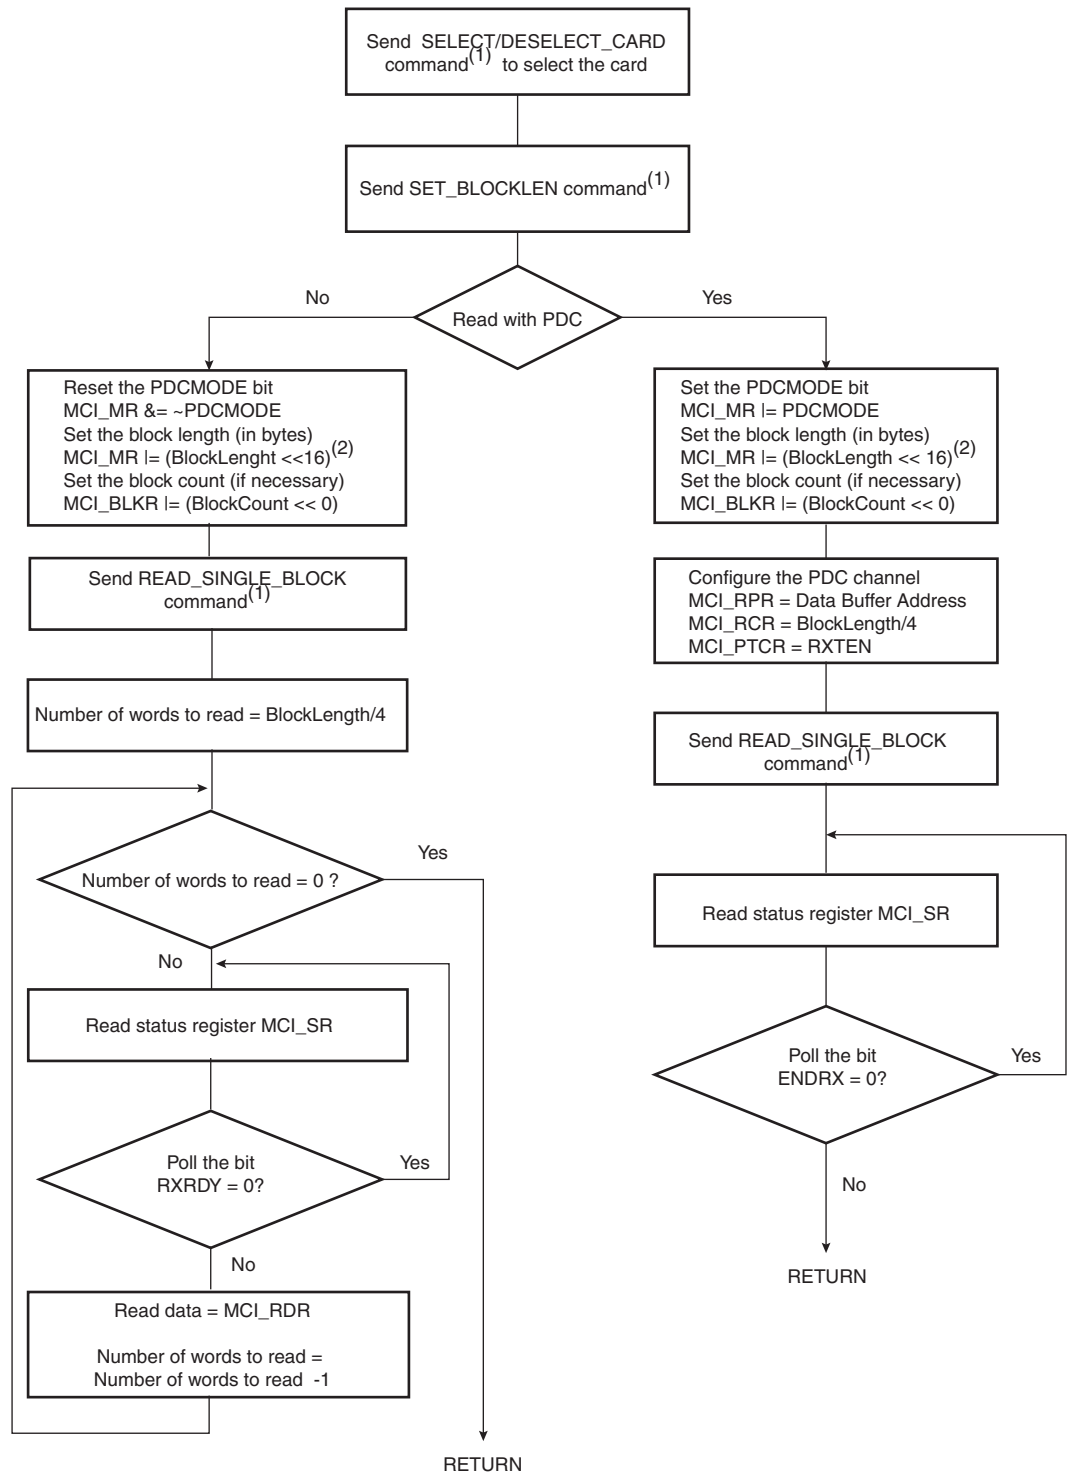 Send SELECT/DESELECT_CARD
command(1) to select the card
Send SET_BLOCKLEN command(1)
No
Yes
Read with PDC
Reset the PDCMODE bit
MCI_MR &= ~PDCMODE
Set the block length (in bytes)
MCI_MR |= (BlockLenght <<16)(2)
Set the block count (if necessary)
MCI_BLKR |= (BlockCount << 0)
Send READ_SINGLE_BLOCK
command(1)
Number of words to read = BlockLength/4
Number of words to read = 0 ?
Yes
No
Read status register MCI_SR
Poll the bit
RXRDY = 0?
Yes
No
Read data = MCI_RDR
Number of words to read =
Number of words to read -1
RETURN
Set the PDCMODE bit
MCI_MR |= PDCMODE
Set the block length (in bytes)
MCI_MR |= (BlockLength << 16)(2)
Set the block count (if necessary)
MCI_BLKR |= (BlockCount << 0)
Configure the PDC channel
MCI_RPR = Data Buffer Address
MCI_RCR = BlockLength/4
MCI_PTCR = RXTEN
Send READ_SINGLE_BLOCK
command(1)
Read status register MCI_SR
Poll the bit
ENDRX = 0?
Yes
No
RETURN